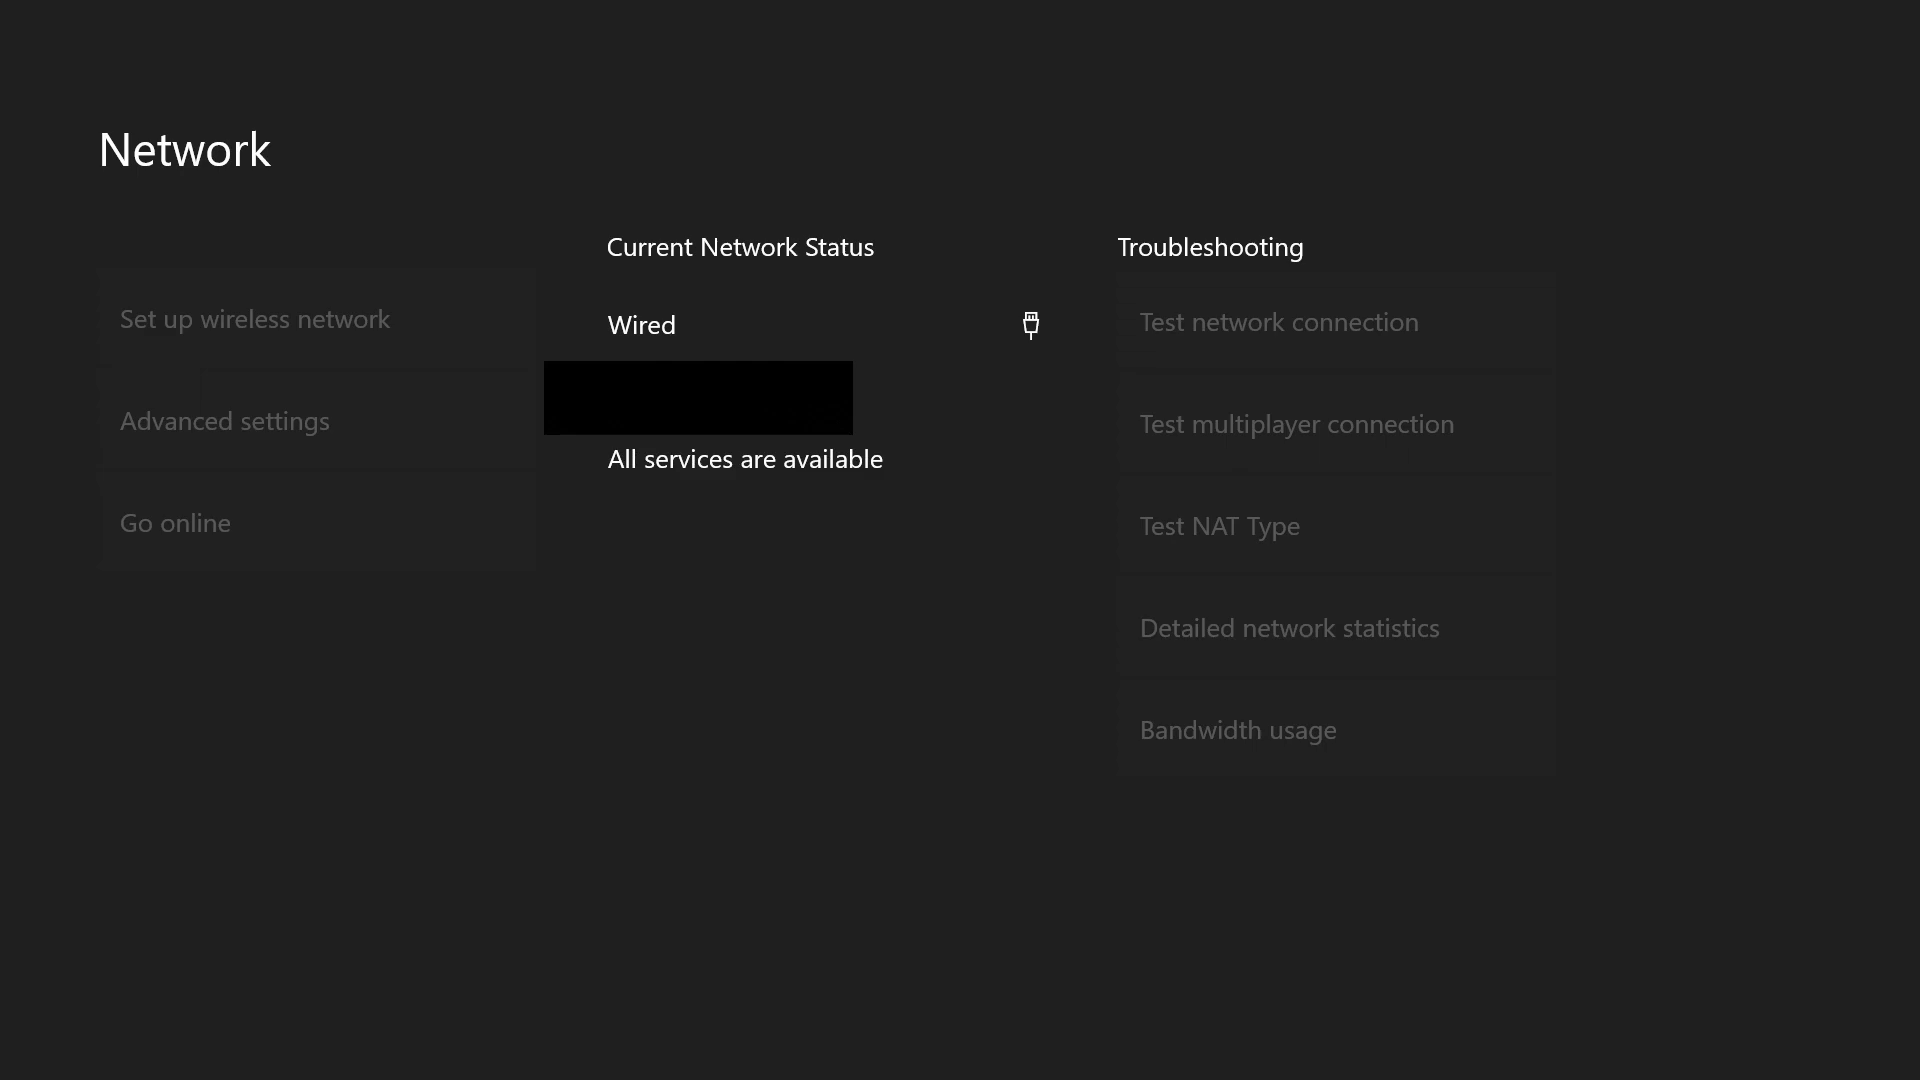 Network
Set up wireless network
Advanced settings
Go online
Current Network Status
Wired
All services are available
Troubleshooting
Test network connection
Test multiplayer connection
Test NAT Type
Detailed network statistics
Bandwidth usage